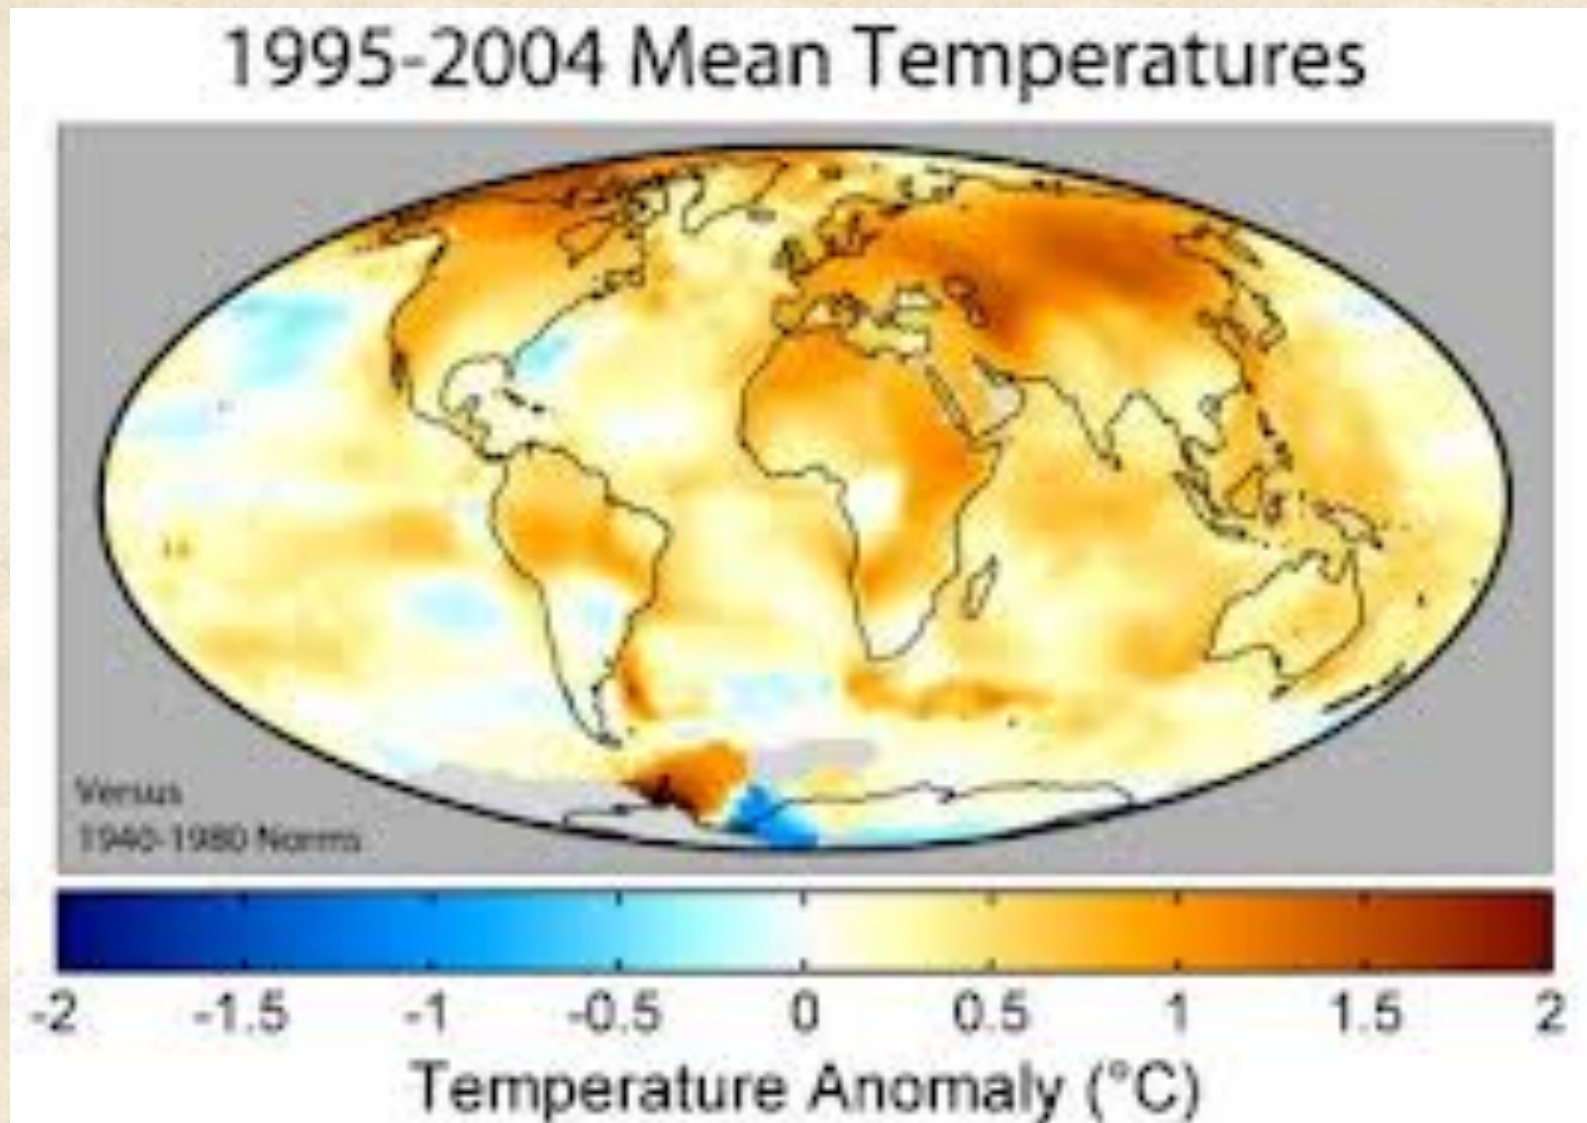 1995-2004 Mean Temperatures
Versus
1940-1980 Norms
-2 -1.5 -1 -0.5 0 0.5 1 1.5 2
Temperature Anomaly (°C)